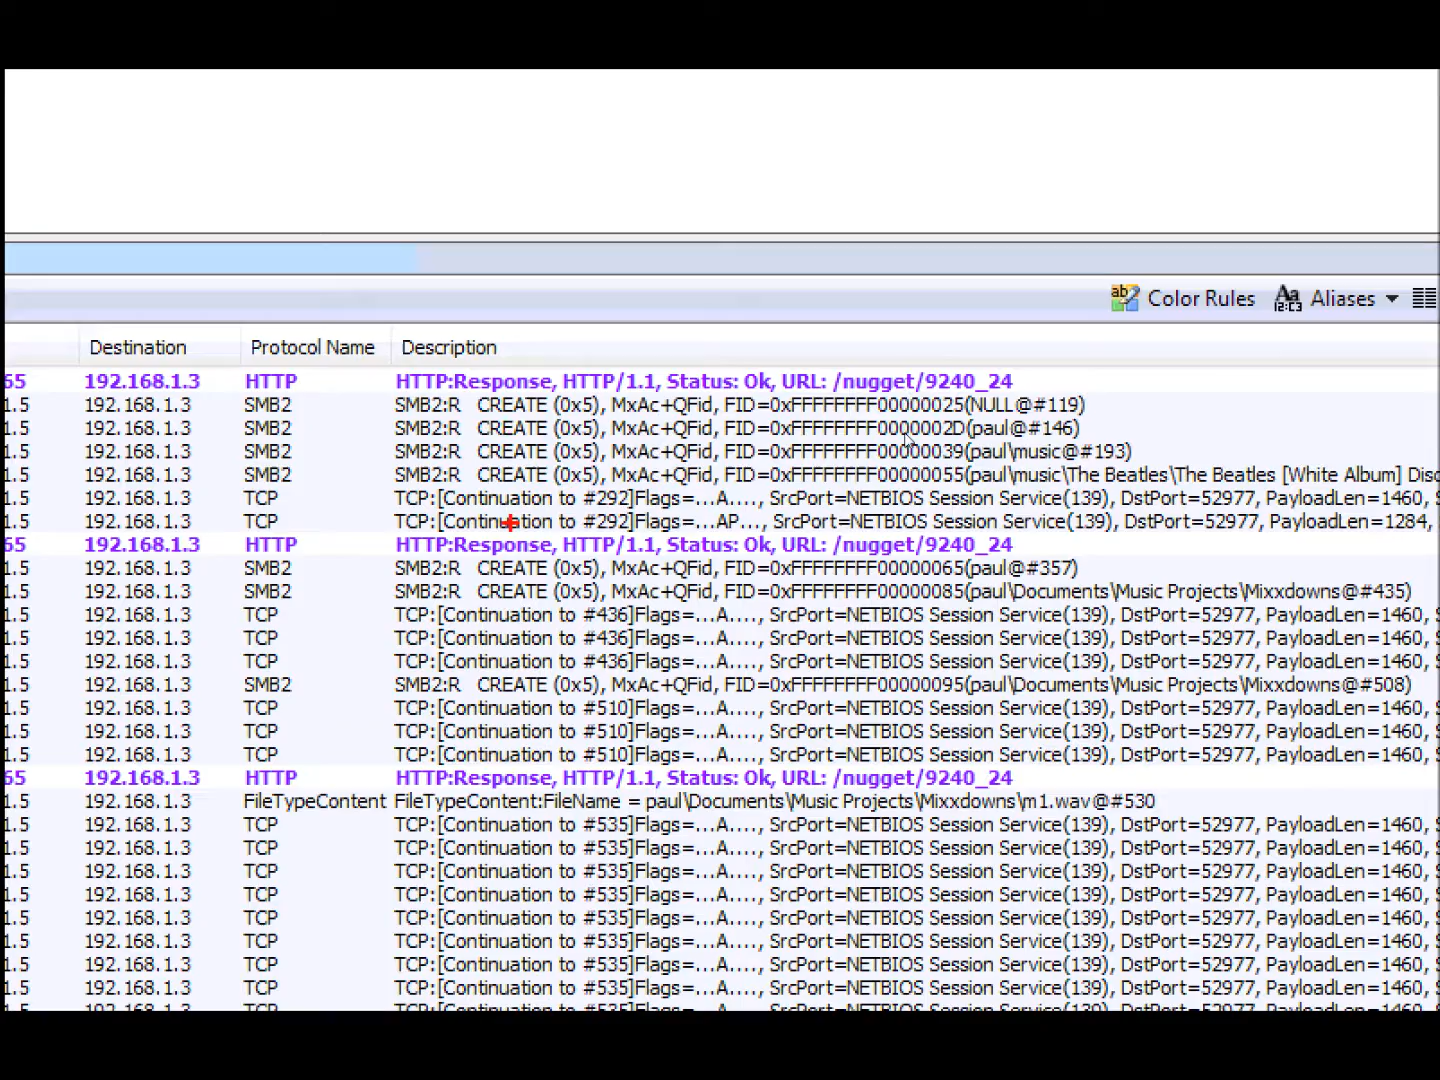 Color Rules Aliases
Destination Protocol Name Description
65 192.168.1.3 HTTP HTTP:Response, HTTP/1.1, Status: Ok, URL: /nugget/9240_24
1.5 192.168.1.3 SMB2 SMB2:R CREATE (0x5), MxAc+QFid, FID=0xFFFFFFFF00000025(NULL@#119)
1.5 192.168.1.3 SMB2 SMB2:R CREATE (0x5), MxAc+QFid, FID=0xFFFFFFFF0000002D(paul@#146)
1.5 192.168.1.3 SMB2 SMB2:R CREATE (0x5), MxAc+QFid, FID=0xFFFFFFFF00000039(paul\music@#193)
1.5 192.168.1.3 SMB2 SMB2:R CREATE (0x5), MxAc+QFid, FID=0xFFFFFFFF00000055(paul\music\The Beatles\The Beatles [White Album] Disc
1.5 192.168.1.3 TCP TCP:[Continuation to #292]Flags=...A...., SrcPort=NETBIOS Session Service(139), DstPort=52977, PayloadLen=1460,
1.5 192.168.1.3 TCP TCP:[Continuation to #292]Flags=...AP..., SrcPort=NETBIOS Session Service(139), DstPort=52977, PayloadLen=1284,
65 192.168.1.3 HTTP HTTP:Response, HTTP/1.1, Status: Ok, URL: /nugget/9240_24
1.5 192.168.1.3 SMB2 SMB2:R CREATE (0x5), MxAc+QFid, FID=0xFFFFFFFF00000065(paul@#357)
1.5 192.168.1.3 SMB2 SMB2:R CREATE (0x5), MxAc+QFid, FID=0xFFFFFFFF00000085(paul\Documents\Music Projects\Mixxdowns@#435)
1.5 192.168.1.3 TCP TCP:[Continuation to #436]Flags=...A...., SrcPort=NETBIOS Session Service(139), DstPort=52977, PayloadLen=1460, S
1.5 192.168.1.3 TCP TCP:[Continuation to #436]Flags=...A...., SrcPort=NETBIOS Session Service(139), DstPort=52977, PayloadLen=1460, S
1.5 192.168.1.3 TCP TCP:[Continuation to #436]Flags=...A...., SrcPort=NETBIOS Session Service(139), DstPort=52977, PayloadLen=1460, S
1.5 192.168.1.3 SMB2 SMB2:R CREATE (0x5), MxAc+QFid, FID=0xFFFFFFFF00000095(paul\Documents\Music Projects\Mixxdowns@#508)
1.5 192.168.1.3 TCP TCP:[Continuation to #510]Flags=...A...., SrcPort=NETBIOS Session Service(139), DstPort=52977, PayloadLen=1460, S
1.5 192.168.1.3 TCP TCP:[Continuation to #510]Flags=...A...., SrcPort=NETBIOS Session Service(139), DstPort=52977, PayloadLen=1460, S
1.5 192.168.1.3 TCP TCP:[Continuation to #510]Flags=...A...., SrcPort=NETBIOS Session Service(139), DstPort=52977, PayloadLen=1460, S
65 192.168.1.3 HTTP HTTP:Response, HTTP/1.1, Status: Ok, URL: /nugget/9240_24
1.5 192.168.1.3 FileTypeContent FileTypeContent:FileName = paul\Documents\Music Projects\Mixxdowns\m1.wav@#530
1.5 192.168.1.3 TCP TCP:[Continuation to #535]Flags=...A...., SrcPort=NETBIOS Session Service(139), DstPort=52977, PayloadLen=1460, S
1.5 192.168.1.3 TCP TCP:[Continuation to #535]Flags=...A...., SrcPort=NETBIOS Session Service(139), DstPort=52977, PayloadLen=1460, S
1.5 192.168.1.3 TCP TCP:[Continuation to #535]Flags=...A...., SrcPort=NETBIOS Session Service(139), DstPort=52977, PayloadLen=1460, S
1.5 192.168.1.3 TCP TCP:[Continuation to #535]Flags=...A...., SrcPort=NETBIOS Session Service(139), DstPort=52977, PayloadLen=1460, S
1.5 192.168.1.3 TCP TCP:[Continuation to #535]Flags=...A...., SrcPort=NETBIOS Session Service(139), DstPort=52977, PayloadLen=1460, S
1.5 192.168.1.3 TCP TCP:[Continuation to #535]Flags=...A...., SrcPort=NETBIOS Session Service(139), DstPort=52977, PayloadLen=1460, S
1.5 192.168.1.3 TCP TCP:[Continuation to #535]Flags=...A...., SrcPort=NETBIOS Session Service(139), DstPort=52977, PayloadLen=1460, S
1.5 192.168.1.3 TCP TCP:[Continuation to #535]Flags=...A...., SrcPort=NETBIOS Session Service(139), DstPort=52977, PayloadLen=1460, S